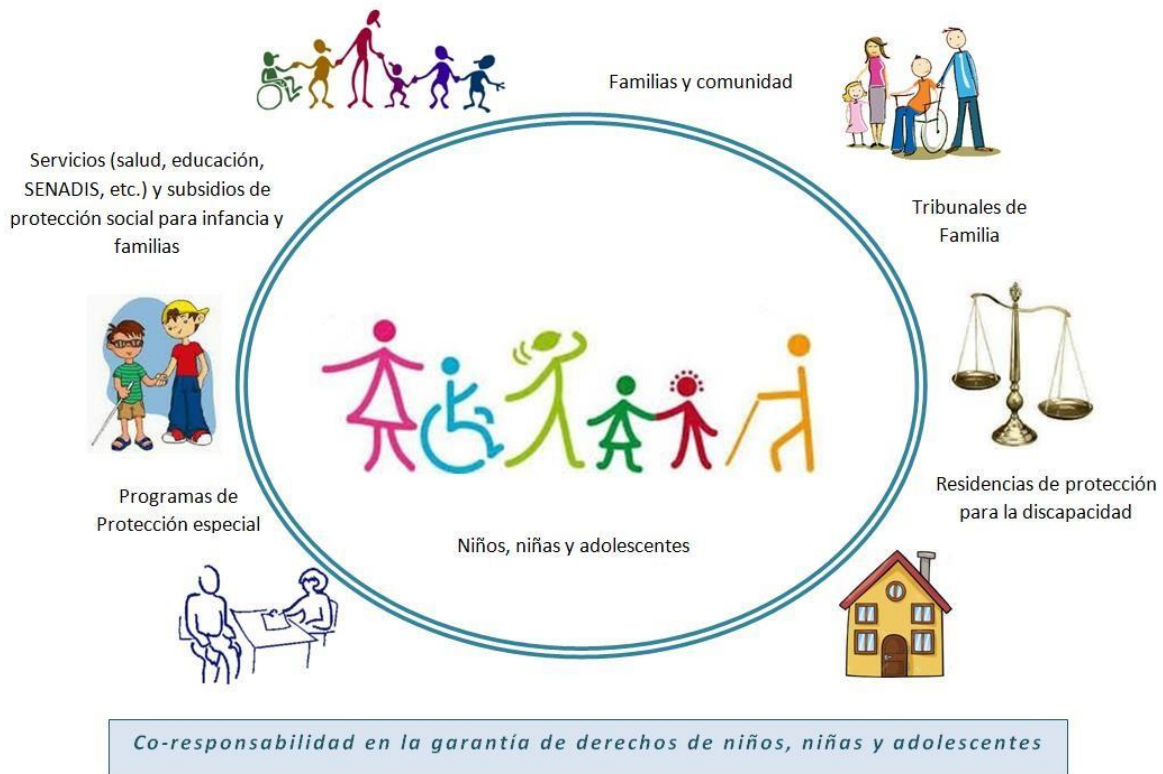 Familias y comunidad
Servicios (salud, educación,
SENADIS, etc.) y subsidios de
protección social para infancia y
familias
Tribunales de
Familia
Programas de
Protección especial
Residencias de protección
para la discapacidad
Niños, niñas y adolescentes
Co-responsabilidad en la garantía de derechos de niños, niñas y adolescentes